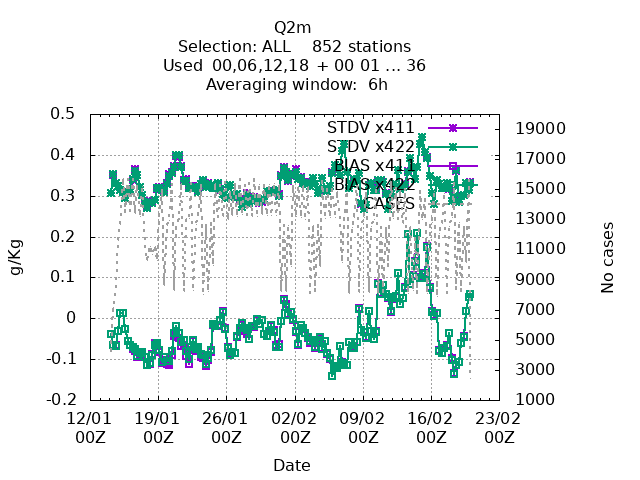 Q2m
Selection: ALL 852 stations
Used 00,06,12,18 + 00 01 ... 36
Averaging window: 6h
0.5
0.4
0.3
0.2
0.1
0
-0.1
-0.2
g/Kg
STDV x411
STDV x422
BIAS x411
BIAS x422
CASES
19000
17000
15000
13000
11000
9000
7000
5000
3000
1000
No cases
12/01 19/01 26/01 02/02 09/02 16/02 23/02
00Z 00Z 00Z 00Z 00Z 00Z 00Z
Date